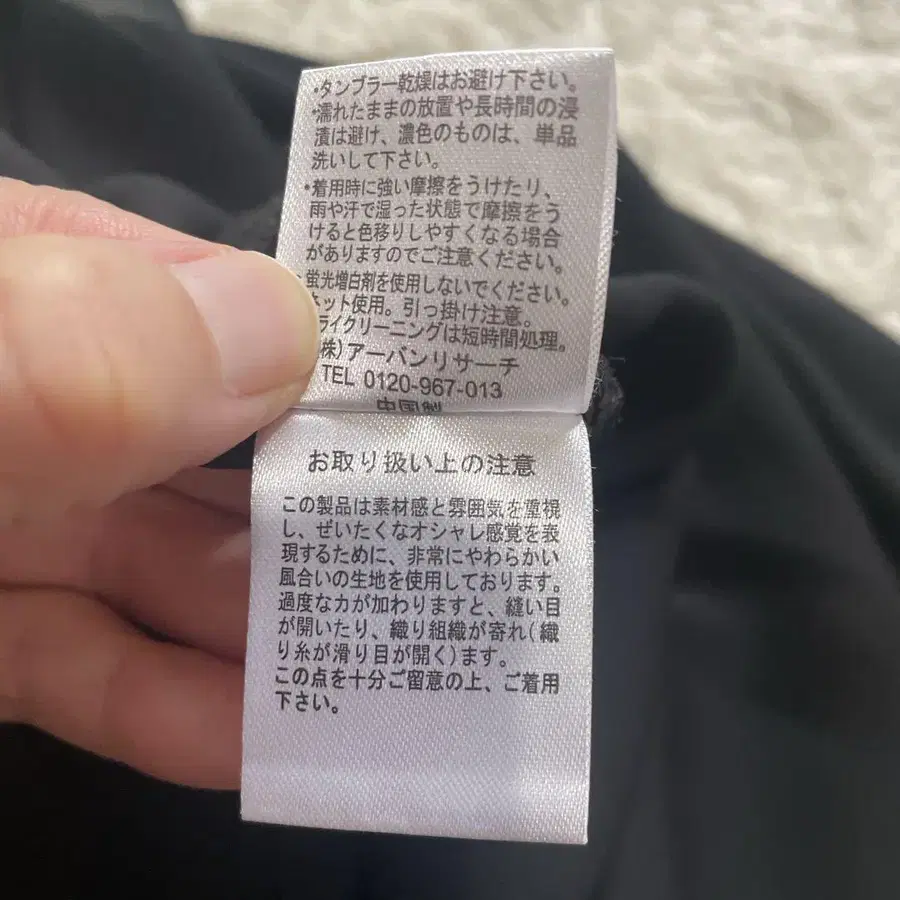 ・タンブラー乾燥はお避け下さい。
・濡れたままの放置や長時間の浸
漬は避け、濃色のものは、単品
洗いして下さい。
・着用時に強い摩擦をうけたり、
雨や汗で湿った状態で摩擦をう
けると色移りしやすくなる場合
がありますのでご注意ください。
・蛍光増白剤を使用しないでください。
ネット使用。引っ掛け注意。
ライクリーニングは短時間処理。
株)アーバンリサーチ
TEL 0120-967-013
中国製
お取り扱い上の注意
この製品は素材感と雰囲気を重視
し、ぜいたくなオシャレ感覚を表
現するために、非常にやわらかい
風合いの生地を使用しております。
過度な力が加わりますと、縫い目
が開いたり、織り組織が寄れ(織
り糸が滑り目が開く)ます。
この点を十分ご留意の上、ご着用
下さい。